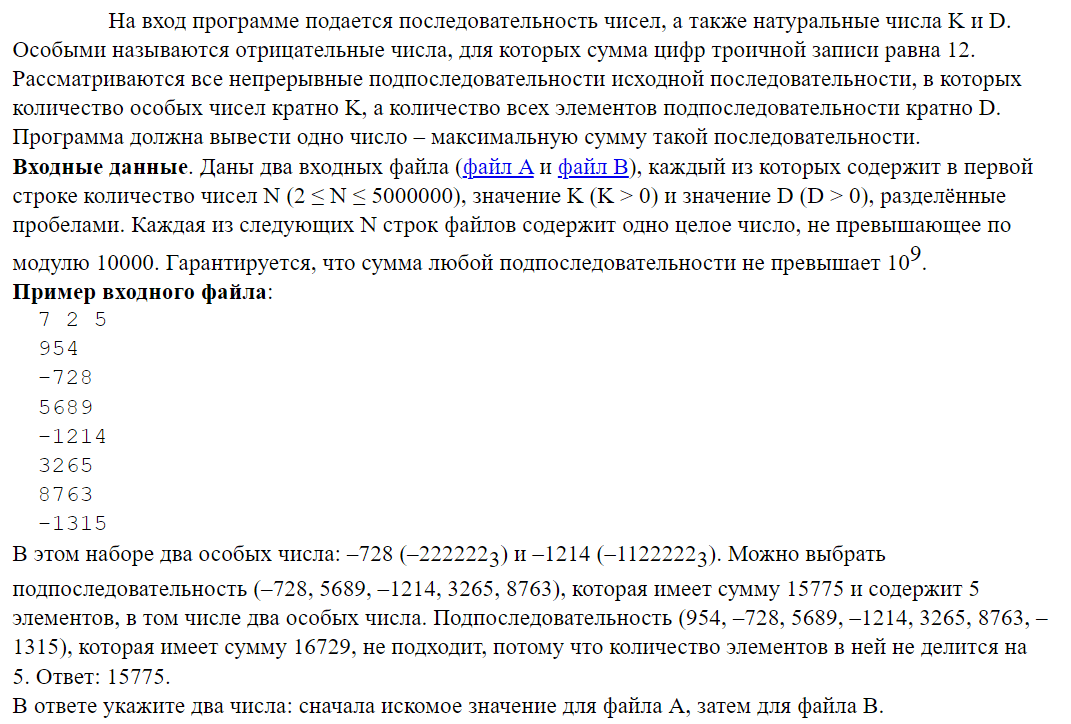 На вход программе подается последовательность чисел, а также натуральные числа K и D.
Особыми называются отрицательные числа, для которых сумма цифр троичной записи равна 12.
Рассматриваются все непрерывные подпоследовательности исходной последовательности, в которых
количество особых чисел кратно K, а количество всех элементов подпоследовательности кратно D.
Программа должна вывести одно число – максимальную сумму такой последовательности.
Входные данные. Даны два входных файла (файл A и файл B), каждый из которых содержит в первой
строке количество чисел N (2 ≤ N ≤ 5000000), значение K (K > 0) и значение D (D > 0), разделённые
пробелами. Каждая из следующих N строк файлов содержит одно целое число, не превышающее по
модулю 10000. Гарантируется, что сумма любой подпоследовательности не превышает 10⁹.
Пример входного файла:
7 2 5
954
-728
5689
-1214
3265
8763
-1315
В этом наборе два особых числа: –728 (–222222₃) и –1214 (–1122222₃). Можно выбрать
подпоследовательность (–728, 5689, –1214, 3265, 8763), которая имеет сумму 15775 и содержит 5
элементов, в том числе два особых числа. Подпоследовательность (954, –728, 5689, –1214, 3265, 8763, –
1315), которая имеет сумму 16729, не подходит, потому что количество элементов в ней не делится на
5. Ответ: 15775.
В ответе укажите два числа: сначала искомое значение для файла A, затем для файла B.